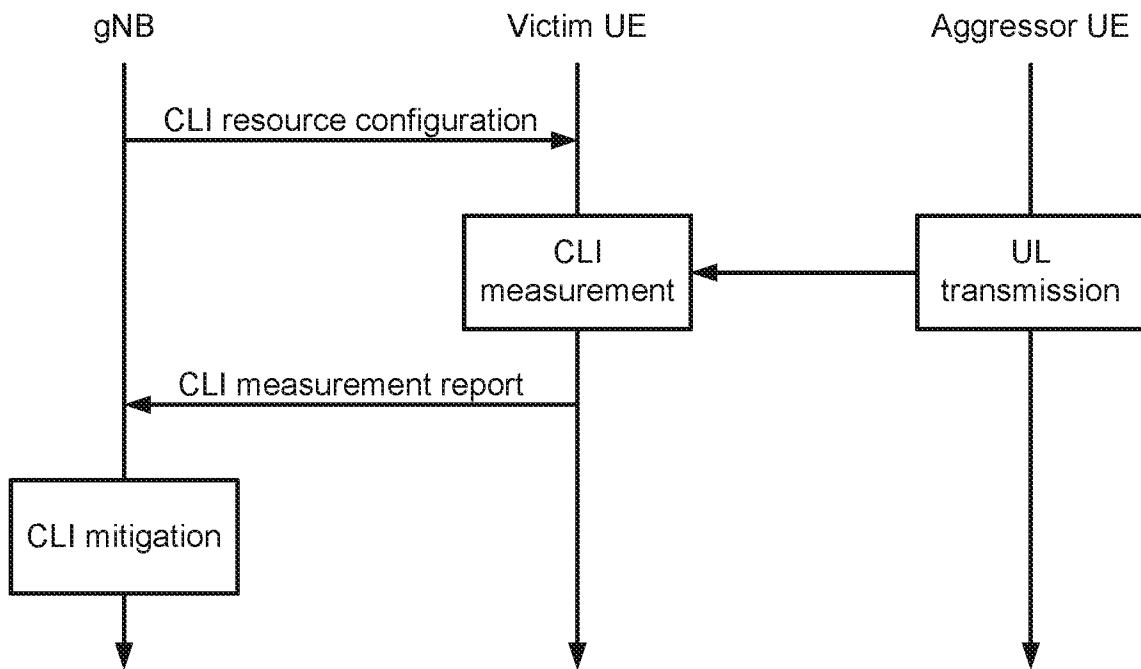 gNB
Victim UE
Aggressor UE
CLI resource configuration
CLI
measurement
UL
transmission
CLI measurement report
CLI mitigation